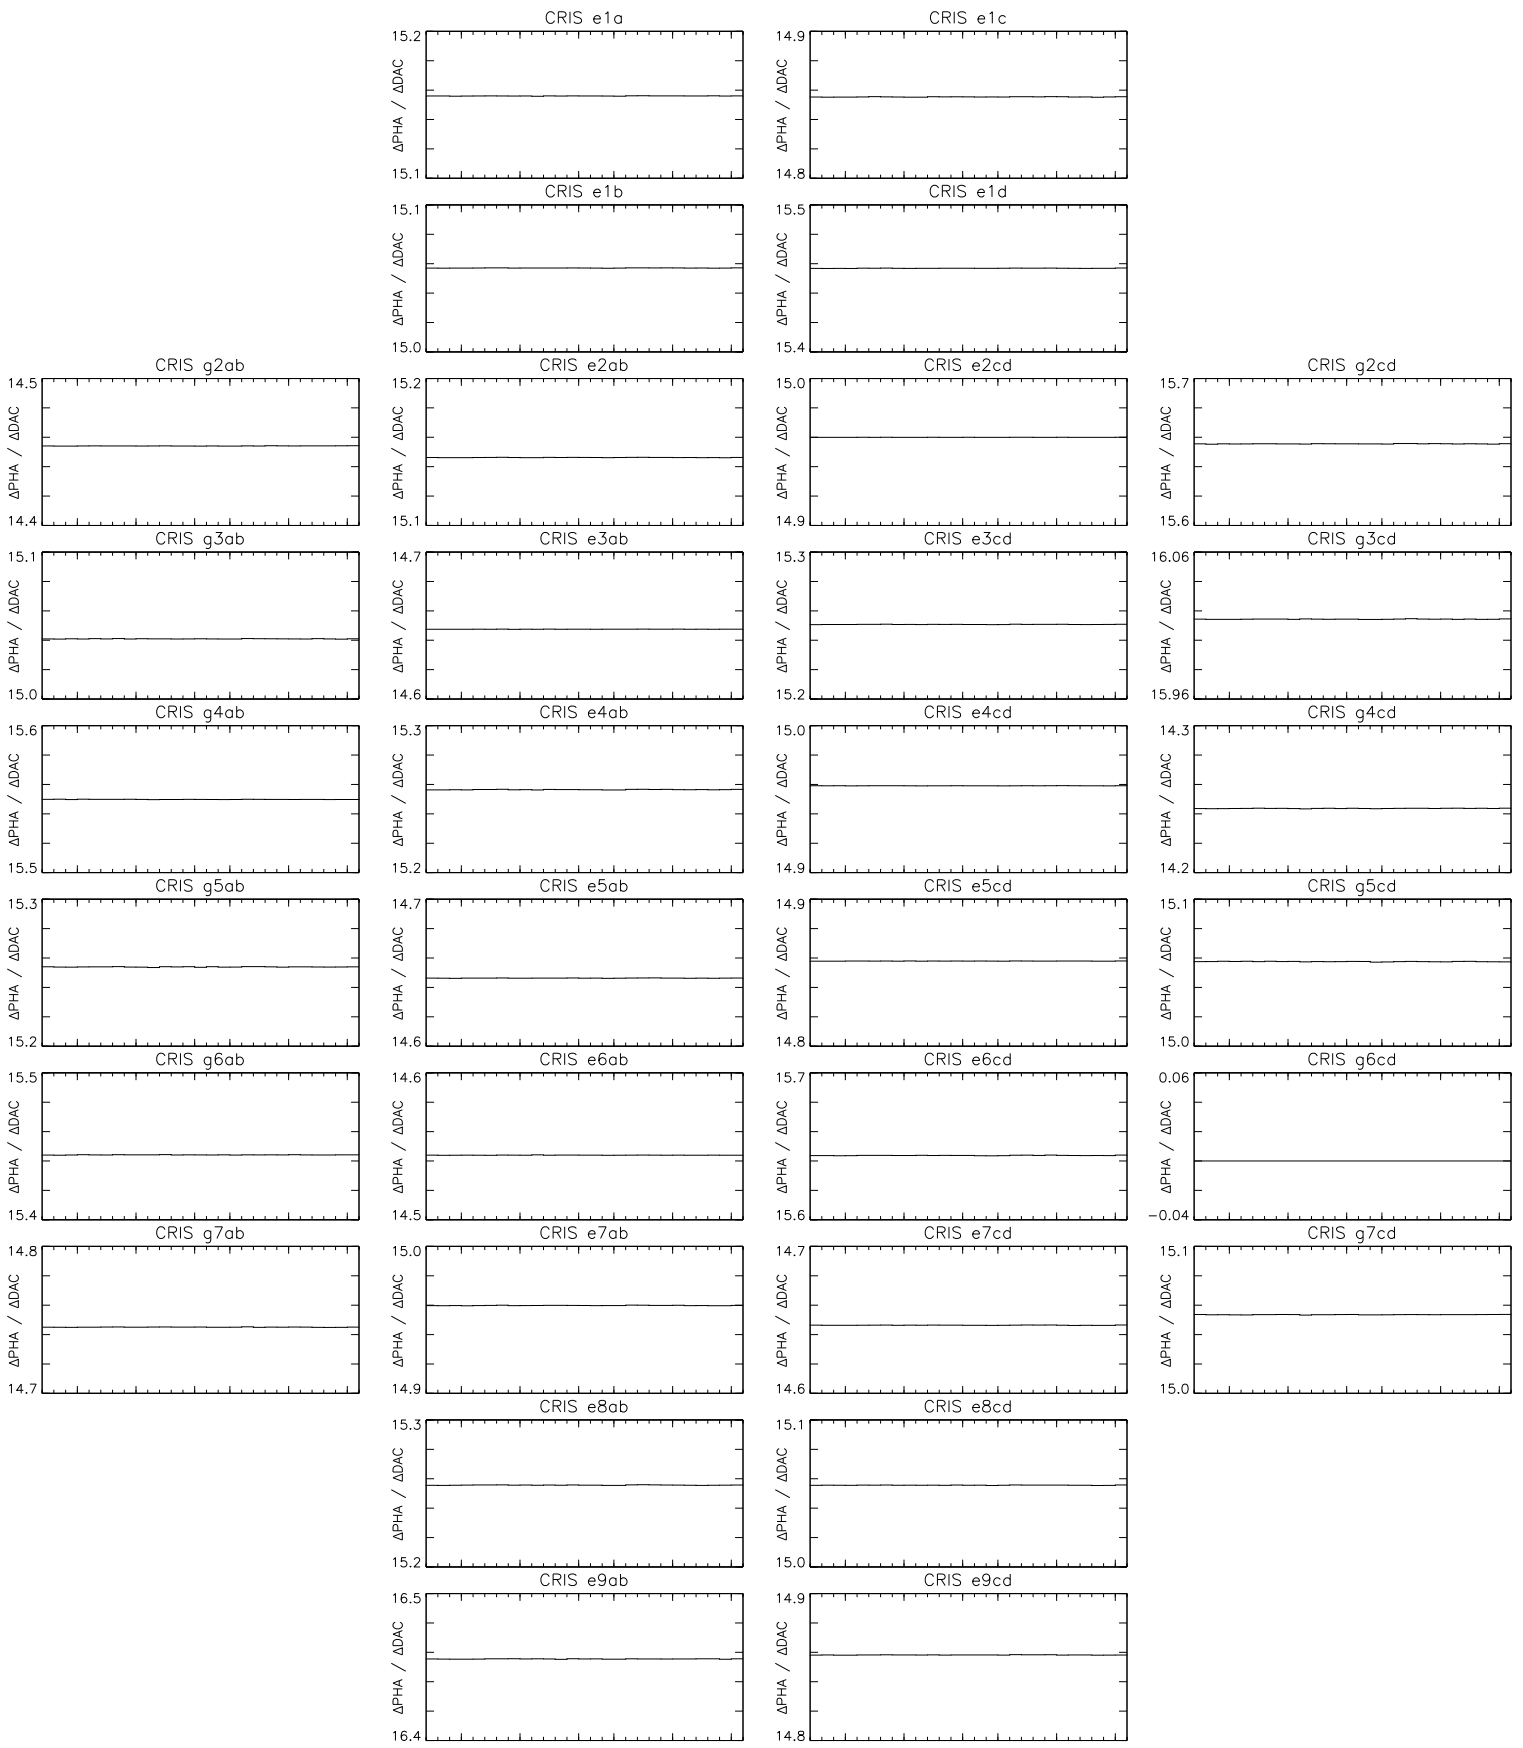 CRIS e1a
15.2
ΔPHA / ΔDAC
15.1
CRIS e1c
14.9
ΔPHA / ΔDAC
14.8
CRIS e1b
15.1
ΔPHA / ΔDAC
15.0
CRIS e1d
15.5
ΔPHA / ΔDAC
15.4
CRIS g2ab
14.5
ΔPHA / ΔDAC
14.4
CRIS e2ab
15.2
ΔPHA / ΔDAC
15.1
CRIS e2cd
15.0
ΔPHA / ΔDAC
14.9
CRIS g2cd
15.7
ΔPHA / ΔDAC
15.6
CRIS g3ab
15.1
ΔPHA / ΔDAC
15.0
CRIS e3ab
14.7
ΔPHA / ΔDAC
14.6
CRIS e3cd
15.3
ΔPHA / ΔDAC
15.2
CRIS g3cd
16.06
ΔPHA / ΔDAC
15.96
CRIS g4ab
15.6
ΔPHA / ΔDAC
15.5
CRIS e4ab
15.3
ΔPHA / ΔDAC
15.2
CRIS e4cd
15.0
ΔPHA / ΔDAC
14.9
CRIS g4cd
14.3
ΔPHA / ΔDAC
14.2
CRIS g5ab
15.3
ΔPHA / ΔDAC
15.2
CRIS e5ab
14.7
ΔPHA / ΔDAC
14.6
CRIS e5cd
14.9
ΔPHA / ΔDAC
14.8
CRIS g5cd
15.1
ΔPHA / ΔDAC
15.0
CRIS g6ab
15.5
ΔPHA / ΔDAC
15.4
CRIS e6ab
14.6
ΔPHA / ΔDAC
14.5
CRIS e6cd
15.7
ΔPHA / ΔDAC
15.6
CRIS g6cd
0.06
ΔPHA / ΔDAC
−0.04
CRIS g7ab
14.8
ΔPHA / ΔDAC
14.7
CRIS e7ab
15.0
ΔPHA / ΔDAC
14.9
CRIS e7cd
14.7
ΔPHA / ΔDAC
14.6
CRIS g7cd
15.1
ΔPHA / ΔDAC
15.0
CRIS e8ab
15.3
ΔPHA / ΔDAC
15.2
CRIS e8cd
15.1
ΔPHA / ΔDAC
15.0
CRIS e9ab
16.5
ΔPHA / ΔDAC
16.4
CRIS e9cd
14.9
ΔPHA / ΔDAC
14.8